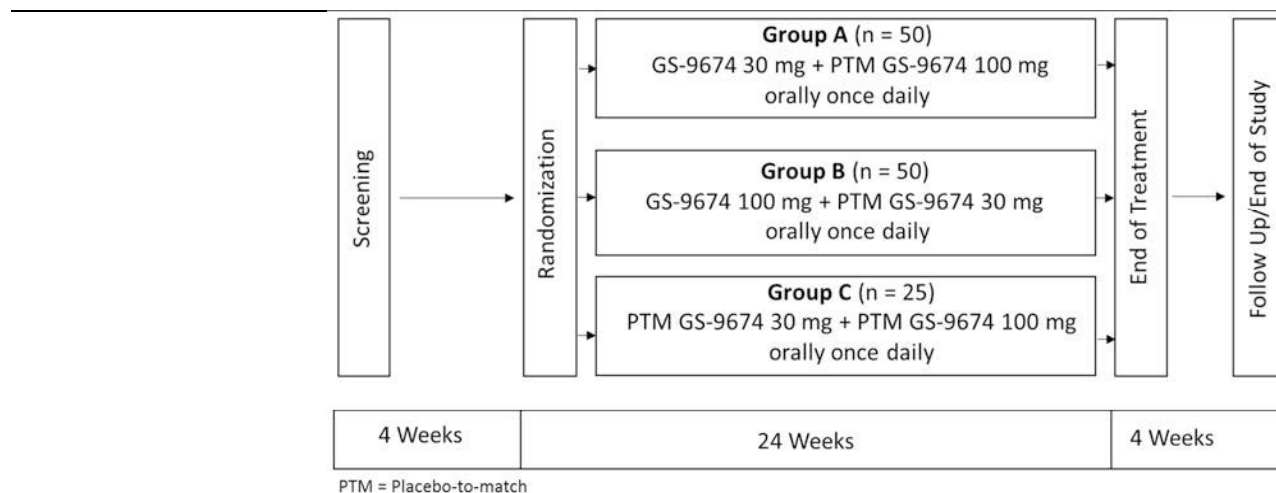 Screening
Randomization
Group A (n = 50)
GS-9674 30 mg + PTM GS-9674 100 mg
orally once daily
Group B (n = 50)
GS-9674 100 mg + PTM GS-9674 30 mg
orally once daily
Group C (n = 25)
PTM GS-9674 30 mg + PTM GS-9674 100 mg
orally once daily
End of Treatment
Follow Up/End of Study
4 Weeks
24 Weeks
4 Weeks
PTM = Placebo-to-match